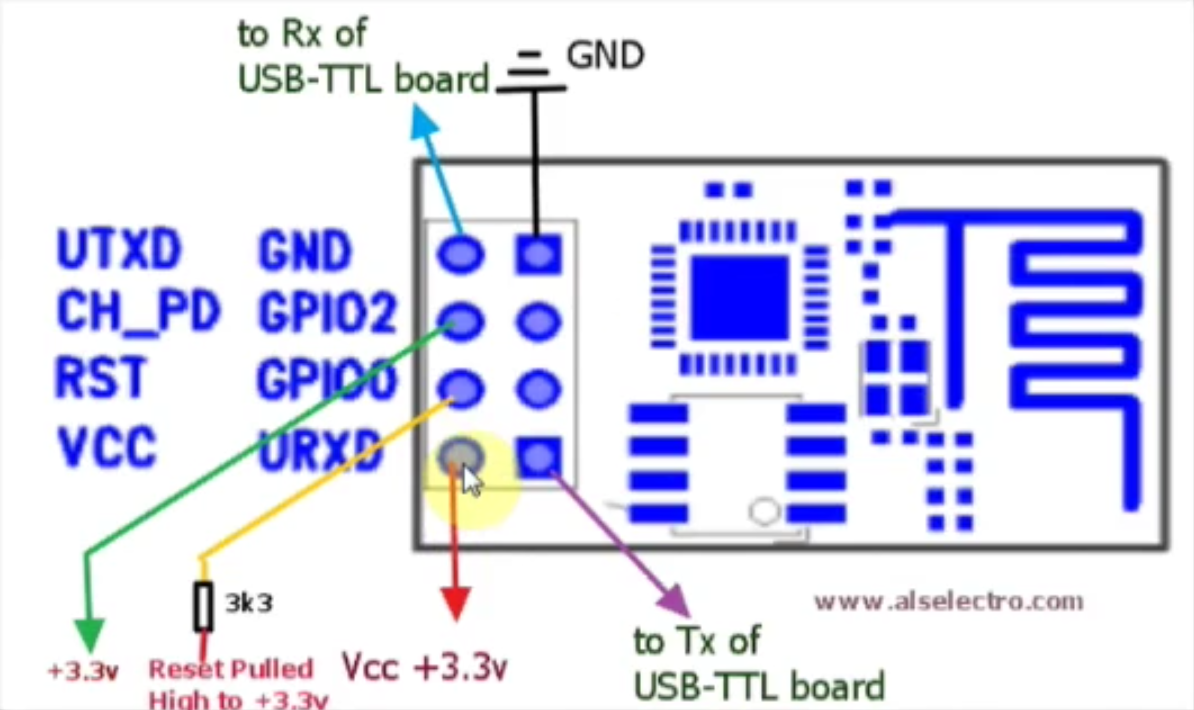 to Rx of
USB-TTL board
GND
UTXD GND
CH_PD GPIO2
RST GPIO0
VCC URXD
3k3
www.alselectro.com
+3.3v
Reset Pulled
High to +3.3v
Vcc +3.3v
to Tx of
USB-TTL board